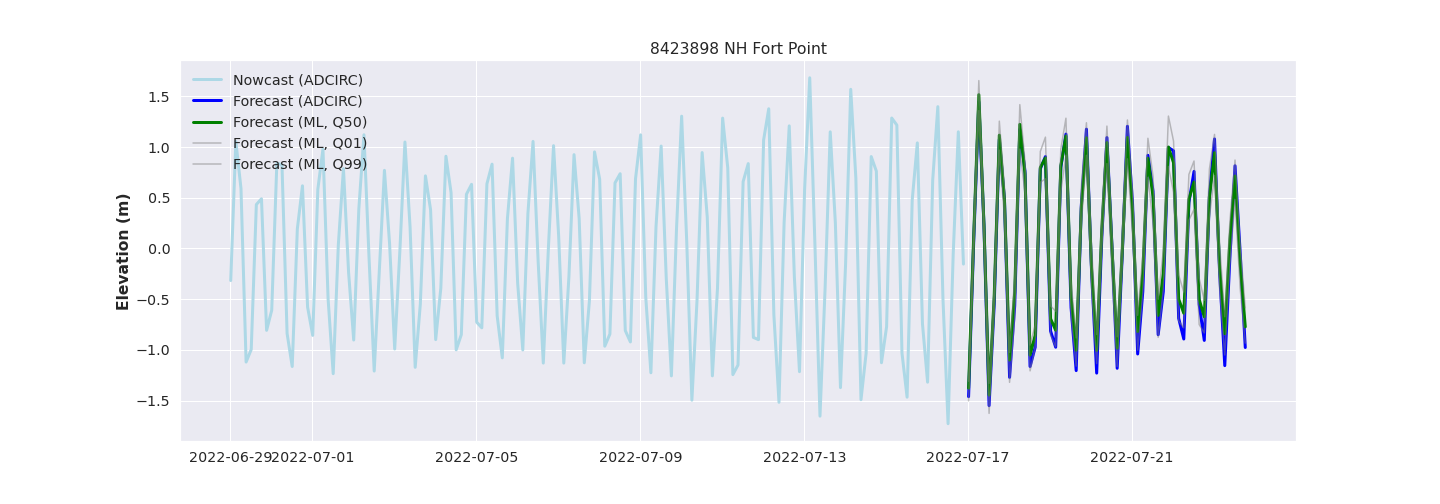 8423898 NH Fort Point
Nowcast (ADCIRC)
Forecast (ADCIRC)
Forecast (ML, Q50)
Forecast (ML, Q01)
Forecast (ML, Q99)
Elevation (m)
1.5
1.0
0.5
0.0
−0.5
−1.0
−1.5
2022-06-29 2022-07-01 2022-07-05 2022-07-09 2022-07-13 2022-07-17 2022-07-21